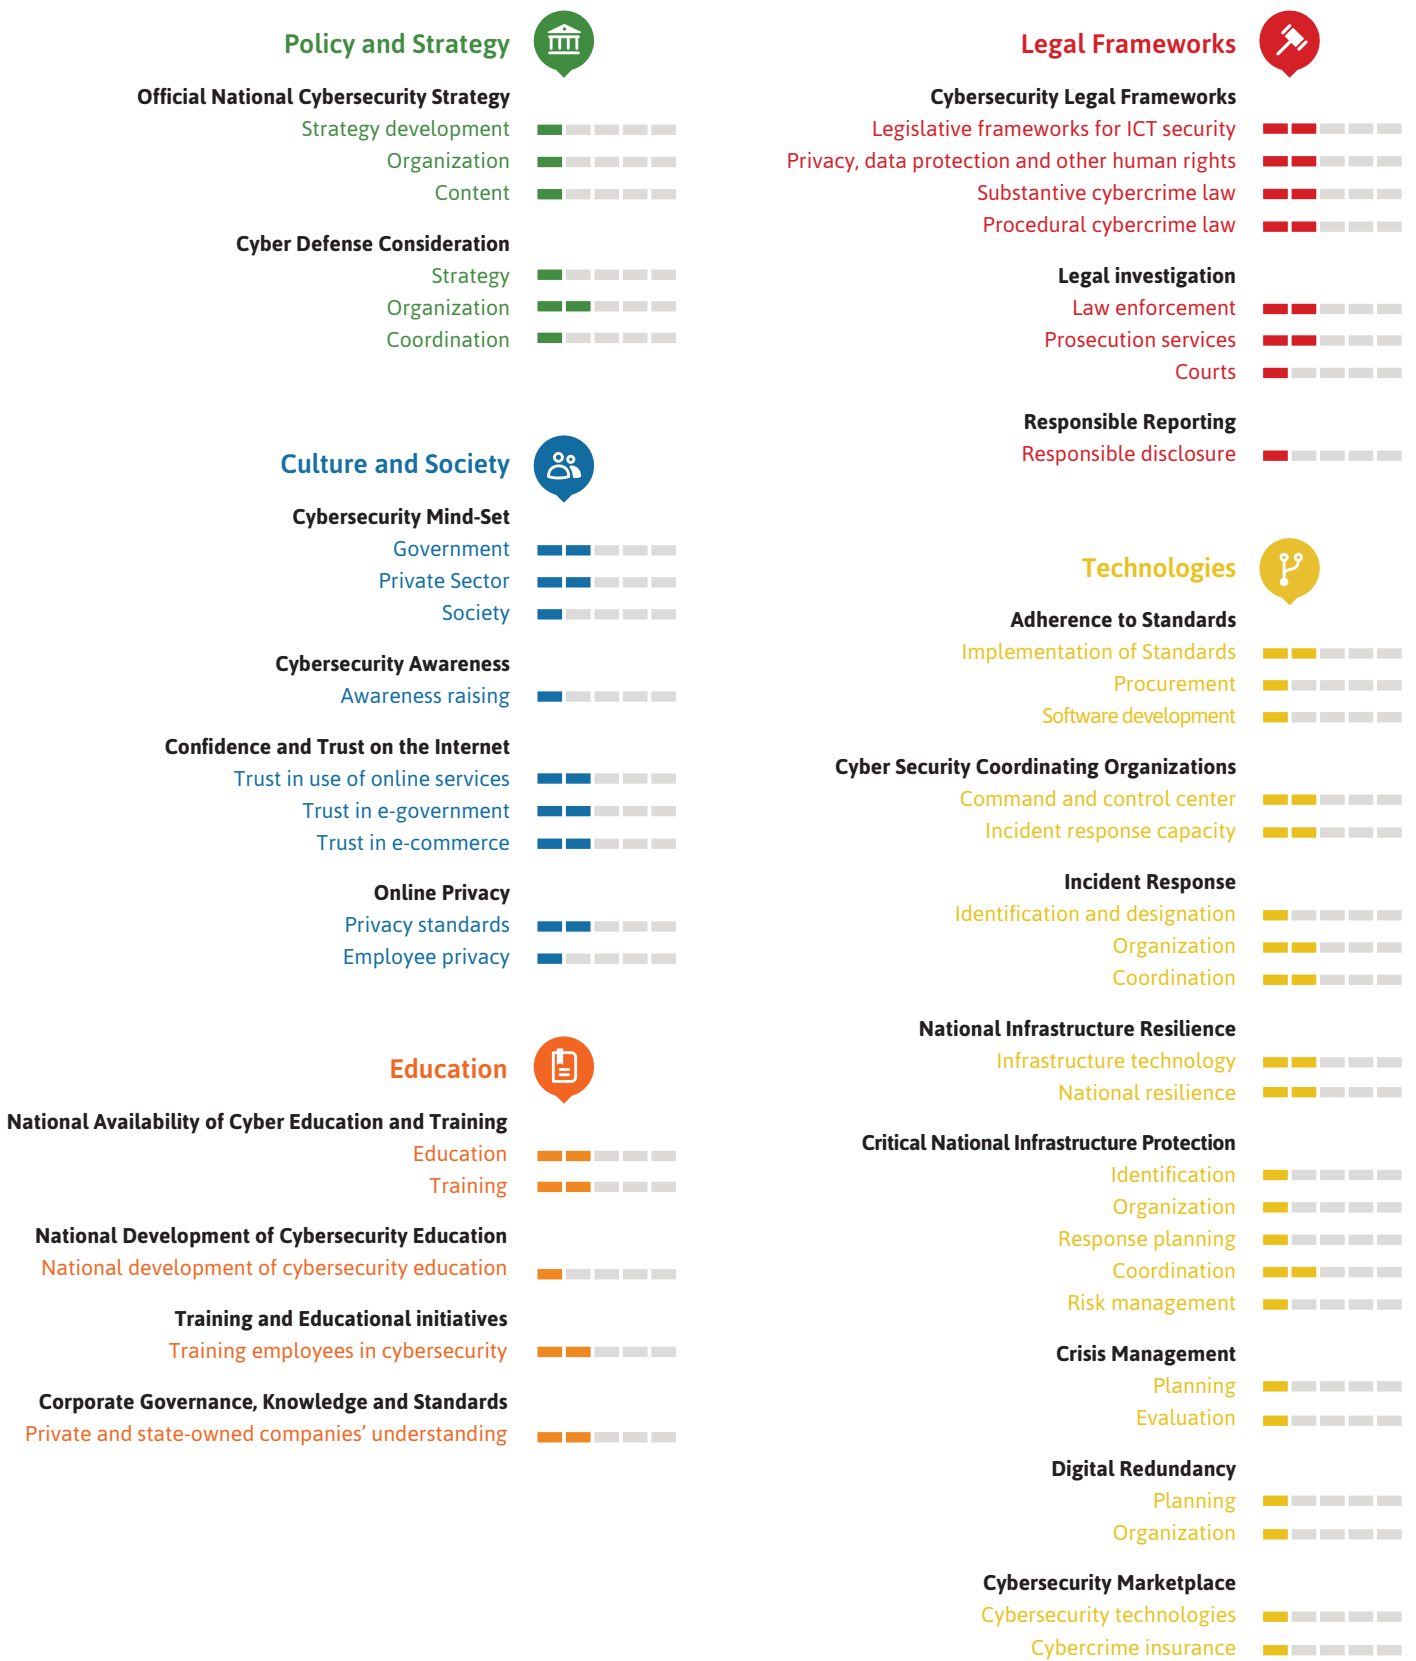 Policy and Strategy
Official National Cybersecurity Strategy
Strategy development
Organization
Content
Cyber Defense Consideration
Strategy
Organization
Coordination
Culture and Society
Cybersecurity Mind-Set
Government
Private Sector
Society
Cybersecurity Awareness
Awareness raising
Confidence and Trust on the Internet
Trust in use of online services
Trust in e-government
Trust in e-commerce
Online Privacy
Privacy standards
Employee privacy
Education
National Availability of Cyber Education and Training
Education
Training
National Development of Cybersecurity Education
National development of cybersecurity education
Training and Educational initiatives
Training employees in cybersecurity
Corporate Governance, Knowledge and Standards
Private and state-owned companies’ understanding
Legal Frameworks
Cybersecurity Legal Frameworks
Legislative frameworks for ICT security
Privacy, data protection and other human rights
Substantive cybercrime law
Procedural cybercrime law
Legal investigation
Law enforcement
Prosecution services
Courts
Responsible Reporting
Responsible disclosure
Technologies
Adherence to Standards
Implementation of Standards
Procurement
Software development
Cyber Security Coordinating Organizations
Command and control center
Incident response capacity
Incident Response
Identification and designation
Organization
Coordination
National Infrastructure Resilience
Infrastructure technology
National resilience
Critical National Infrastructure Protection
Identification
Organization
Response planning
Coordination
Risk management
Crisis Management
Planning
Evaluation
Digital Redundancy
Planning
Organization
Cybersecurity Marketplace
Cybersecurity technologies
Cybercrime insurance